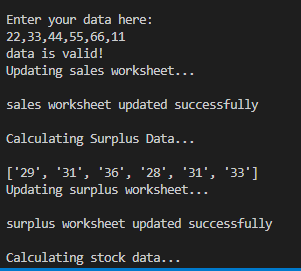 Enter your data here:
22,33,44,55,66,11
data is valid!
Updating sales worksheet...
sales worksheet updated successfully
Calculating Surplus Data...
['29', '31', '36', '28', '31', '33']
Updating surplus worksheet...
surplus worksheet updated successfully
Calculating stock data...